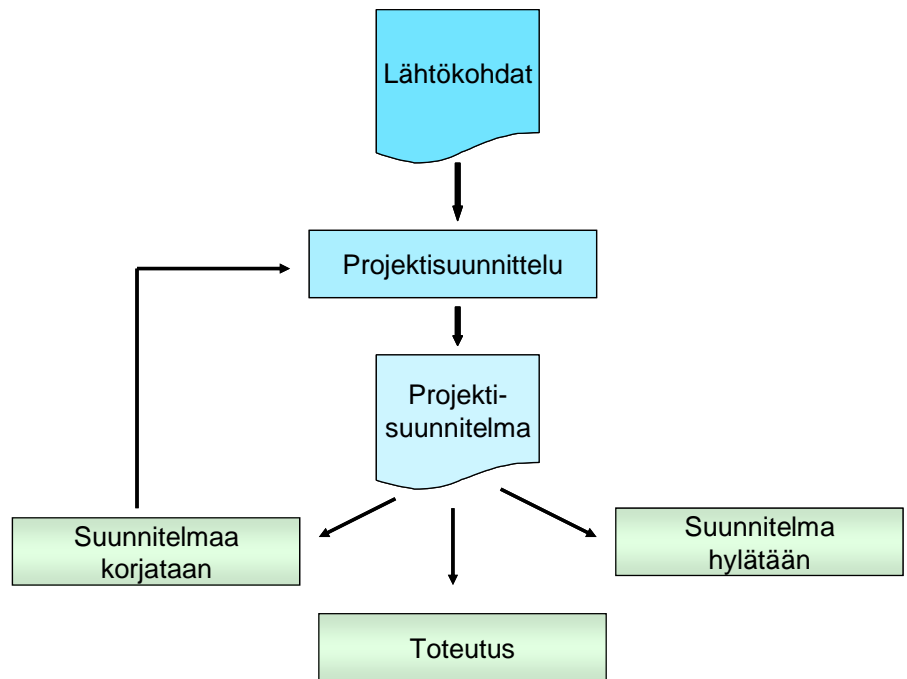 Lähtökohdat
Projektisuunnittelu
Projekti-
suunnitelma
Suunnitelmaa
korjataan
Suunnitelma
hylätään
Toteutus